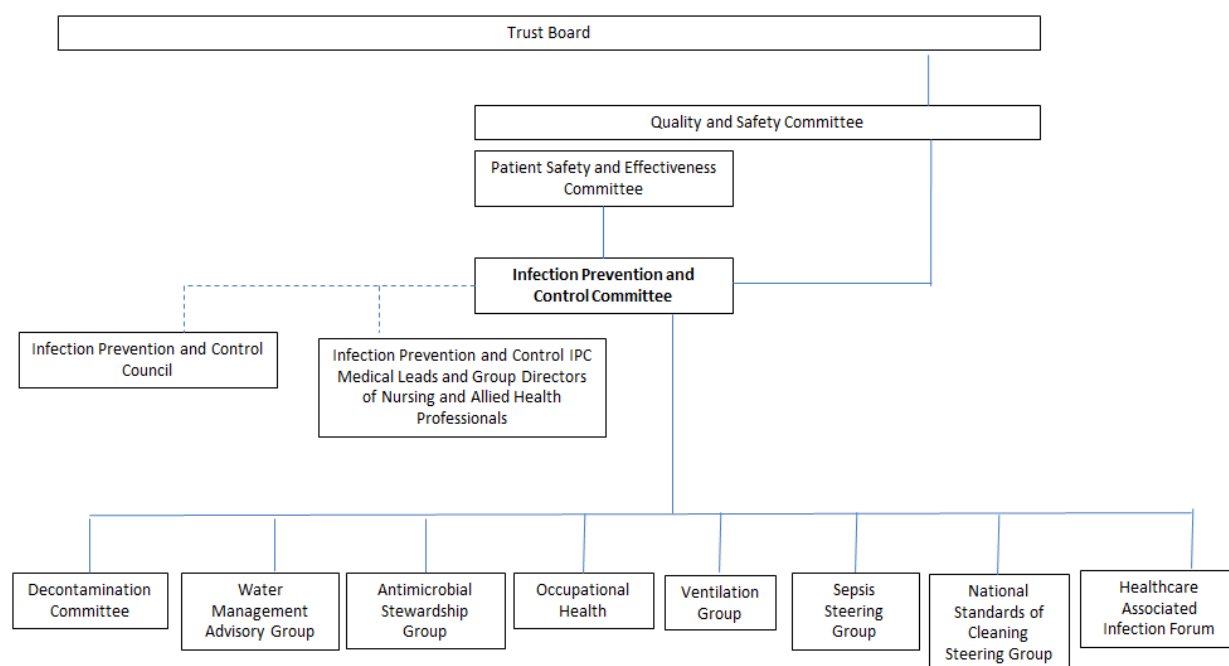 Trust Board
Quality and Safety Committee
Patient Safety and Effectiveness
Committee
Infection Prevention and
Control Committee
Infection Prevention and Control
Council
Infection Prevention and Control IPC
Medical Leads and Group Directors
of Nursing and Allied Health
Professionals
Decontamination
Committee
Water
Management
Advisory Group
Antimicrobial
Stewardship
Group
Occupational
Health
Ventilation
Group
Sepsis
Steering
Group
National
Standards of
Cleaning
Steering Group
Healthcare
Associated
Infection Forum